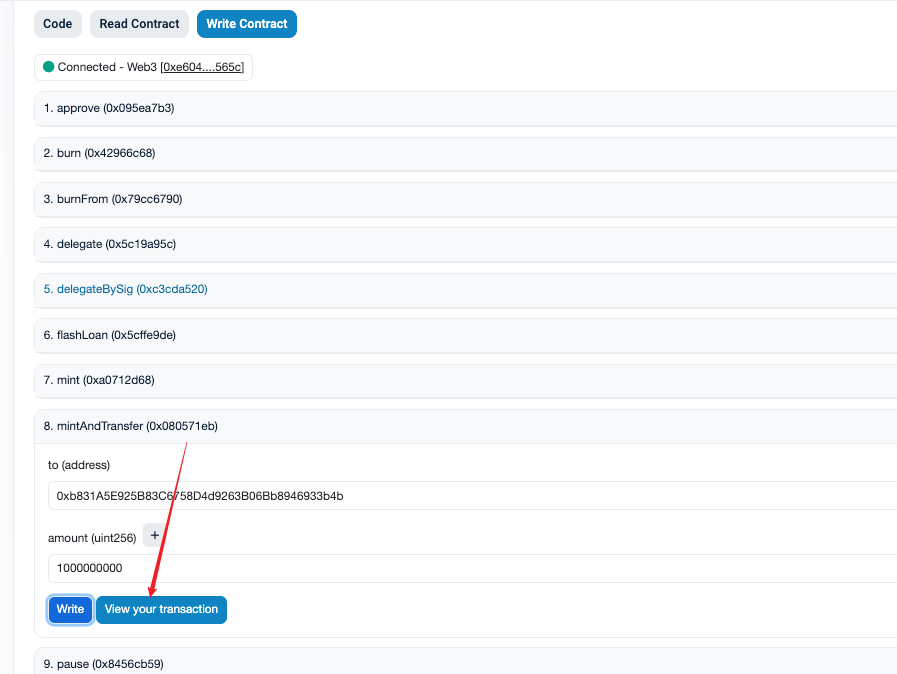 Code Read Contract Write Contract
Connected - Web3 [0xe604....565c]
1. approve (0x095ea7b3)
2. burn (0x42966c68)
3. burnFrom (0x79cc6790)
4. delegate (0x5c19a95c)
5. delegateBySig (0xc3cda520)
6. flashLoan (0x5cffe9de)
7. mint (0xa0712d68)
8. mintAndTransfer (0x080571eb)
to (address)
0xb831A5E925B83C6758D4d9263B06Bb8946933b4b
amount (uint256) +
1000000000
Write View your transaction
9. pause (0x8456cb59)